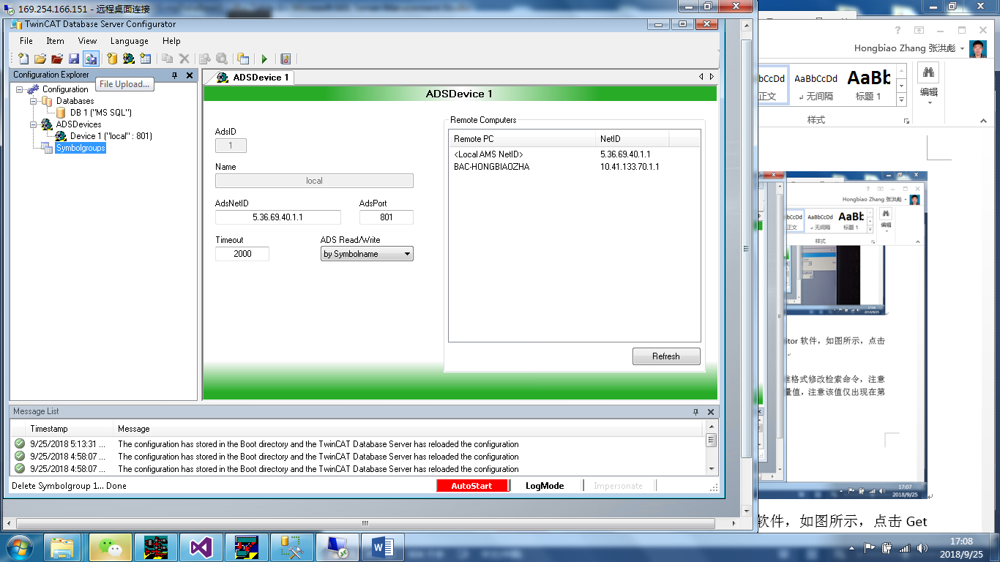 169.254.166.151 - 远程桌面连接
TwinCAT Database Server Configurator
File Item View Language Help
Configuration Explorer
File Upload...
Configuration
Databases
DB 1 ("MS SQL")
ADSDevices
Device 1 ("local" : 801)
Symbolgroups
ADSDevice 1
ADSDevice 1
AdsID
1
Name
local
AdsNetID
AdsPort
5.36.69.40.1.1
801
Timeout
ADS Read/Write
2000
by Symbolname
Remote Computers
Remote PC NetID
<Local AMS NetID> 5.36.69.40.1.1
BAC-HONGBIAOZHA 10.41.133.70.1.1
Refresh
Message List
Timestamp Message
9/25/2018 5:13:31 ... The configuration has stored in the Boot directory and the TwinCAT Database Server has reloaded the configuration
9/25/2018 4:58:07 ... The configuration has stored in the Boot directory and the TwinCAT Database Server has reloaded the configuration
9/25/2018 4:58:07 ... The configuration has stored in the Boot directory and the TwinCAT Database Server has reloaded the configuration
Delete Symbolgroup 1... Done
AutoStart LogMode Impersonate
Hongbiao Zhang 张洪彪
bCcDd AaBbCcDd AaBb
正文 无间隔 标题 1
编辑
样式
Hongbiao Zhang 张洪彪
bCcDd AaBbCcDd AaBb
正文 无间隔 标题 1
编辑
样式
17:06
2018/9/25
itor 软件，如图所示，点击
格式修改检索命令，注意
量值，注意该值仅出现在第
17:07
2018/9/25
软件，如图所示，点击 Get
17:08
2018/9/25